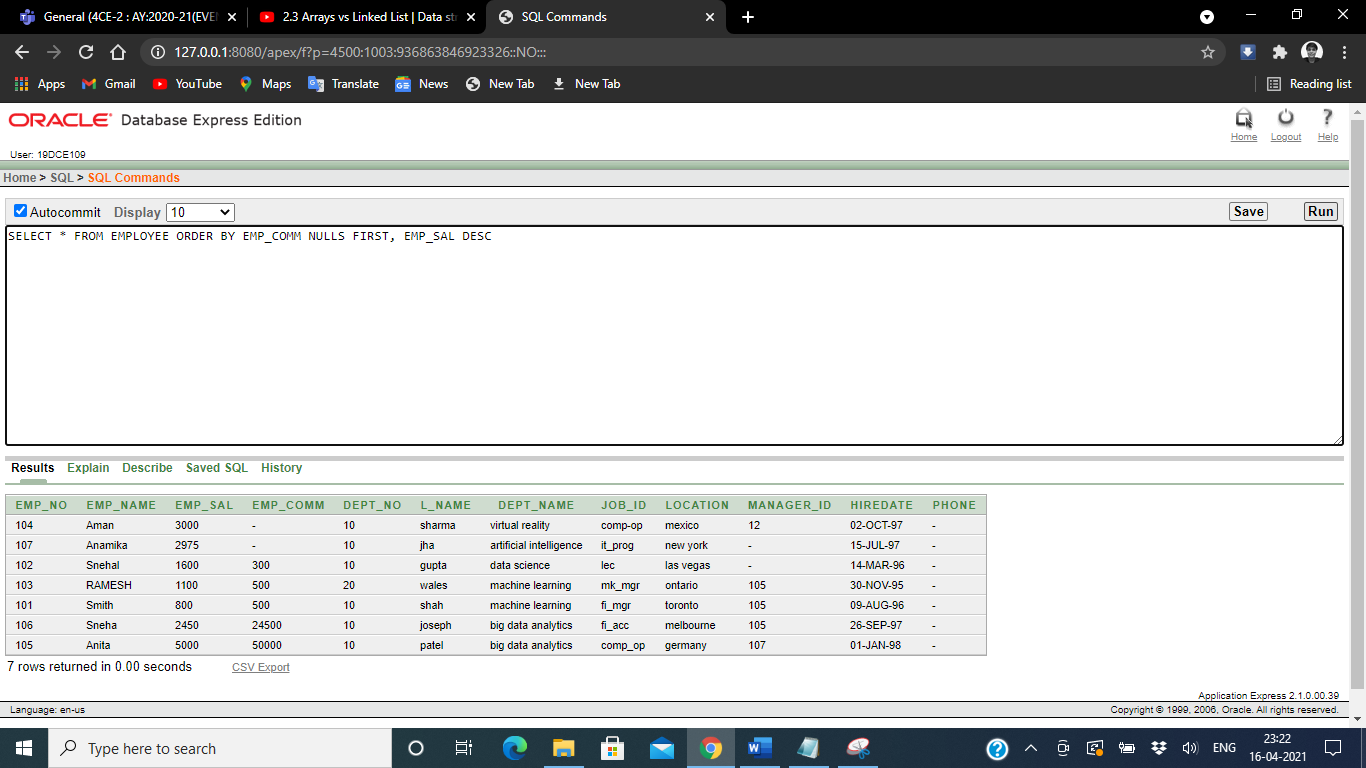 General (4CE-2 : AY:2020-21(EVE
2.3 Arrays vs Linked List | Data str
SQL Commands
127.0.0.1:8080/apex/f?p=4500:1003:936863846923326::NO:::
Apps Gmail YouTube Maps Translate News New Tab New Tab Reading list
ORACLE Database Express Edition
Home Logout Help
User: 19DCE109
Home > SQL > SQL Commands
Autocommit Display 10 Save Run
SELECT * FROM EMPLOYEE ORDER BY EMP_COMM NULLS FIRST, EMP_SAL DESC
Results Explain Describe Saved SQL History
EMP_NO EMP_NAME EMP_SAL EMP_COMM DEPT_NO L_NAME DEPT_NAME JOB_ID LOCATION MANAGER_ID HIREDATE PHONE
104 Aman 3000 - 10 sharma virtual reality comp-op mexico 12 02-OCT-97 -
107 Anamika 2975 - 10 jha artificial intelligence it_prog new york - 15-JUL-97 -
102 Snehal 1600 300 10 gupta data science lec las vegas - 14-MAR-96 -
103 RAMESH 1100 500 20 wales machine learning mk_mgr ontario 105 30-NOV-95 -
101 Smith 800 500 10 shah machine learning fi_mgr toronto 105 09-AUG-96 -
106 Sneha 2450 24500 10 joseph big data analytics fi_acc melbourne 105 26-SEP-97 -
105 Anita 5000 50000 10 patel big data analytics comp_op germany 107 01-JAN-98 -
7 rows returned in 0.00 seconds CSV Export
Application Express 2.1.0.00.39
Language: en-us Copyright © 1999, 2006, Oracle. All rights reserved.
Type here to search
ENG
23:22
16-04-2021